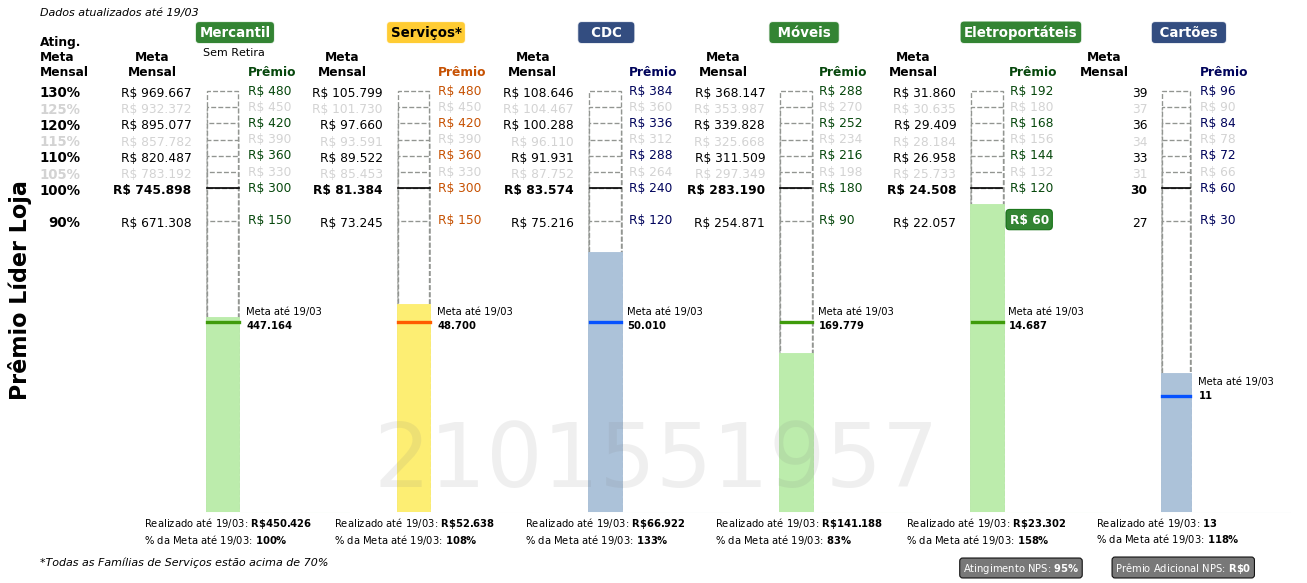 Dados atualizados até 19/03
Mercantil Serviços* CDC Móveis Eletroportáteis Cartões
Sem Retira
Ating. Meta Mensal
Meta Mensal Prêmio Meta Mensal Prêmio Meta Mensal Prêmio Meta Mensal Prêmio Meta Mensal Prêmio Meta Mensal Prêmio
130% R$ 969.667 R$ 480 R$ 105.799 R$ 480 R$ 108.646 R$ 384 R$ 368.147 R$ 288 R$ 31.860 R$ 192 39 R$ 96
125% R$ 932.372 R$ 450 R$ 101.730 R$ 450 R$ 104.467 R$ 360 R$ 353.987 R$ 270 R$ 30.635 R$ 180 37 R$ 90
120% R$ 895.077 R$ 420 R$ 97.660 R$ 420 R$ 100.288 R$ 336 R$ 339.828 R$ 252 R$ 29.409 R$ 168 36 R$ 84
115% R$ 857.782 R$ 390 R$ 93.591 R$ 390 R$ 96.110 R$ 312 R$ 325.668 R$ 234 R$ 28.184 R$ 156 34 R$ 78
110% R$ 820.487 R$ 360 R$ 89.522 R$ 360 R$ 91.931 R$ 288 R$ 311.509 R$ 216 R$ 26.958 R$ 144 33 R$ 72
105% R$ 783.192 R$ 330 R$ 85.453 R$ 330 R$ 87.752 R$ 264 R$ 297.349 R$ 198 R$ 25.733 R$ 132 31 R$ 66
100% R$ 745.898 R$ 300 R$ 81.384 R$ 300 R$ 83.574 R$ 240 R$ 283.190 R$ 180 R$ 24.508 R$ 120 30 R$ 60
90% R$ 671.308 R$ 150 R$ 73.245 R$ 150 R$ 75.216 R$ 120 R$ 254.871 R$ 90 R$ 22.057 R$ 60 27 R$ 30
Prêmio Líder Loja
Meta até 19/03 Meta até 19/03 Meta até 19/03 Meta até 19/03 Meta até 19/03
447.164 48.700 50.010 169.779 14.687
Meta até 19/03
11
2101551957
Realizado até 19/03: R$450.426 Realizado até 19/03: R$52.638 Realizado até 19/03: R$66.922 Realizado até 19/03: R$141.188 Realizado até 19/03: R$23.302 Realizado até 19/03: 13
% da Meta até 19/03: 100% % da Meta até 19/03: 108% % da Meta até 19/03: 133% % da Meta até 19/03: 83% % da Meta até 19/03: 158% % da Meta até 19/03: 118%
*Todas as Famílias de Serviços estão acima de 70% Atingimento NPS: 95% Prêmio Adicional NPS: R$0